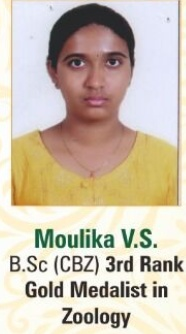 Moulika V.S.
B.Sc (CBZ) 3rd Rank
Gold Medalist in
Zoology